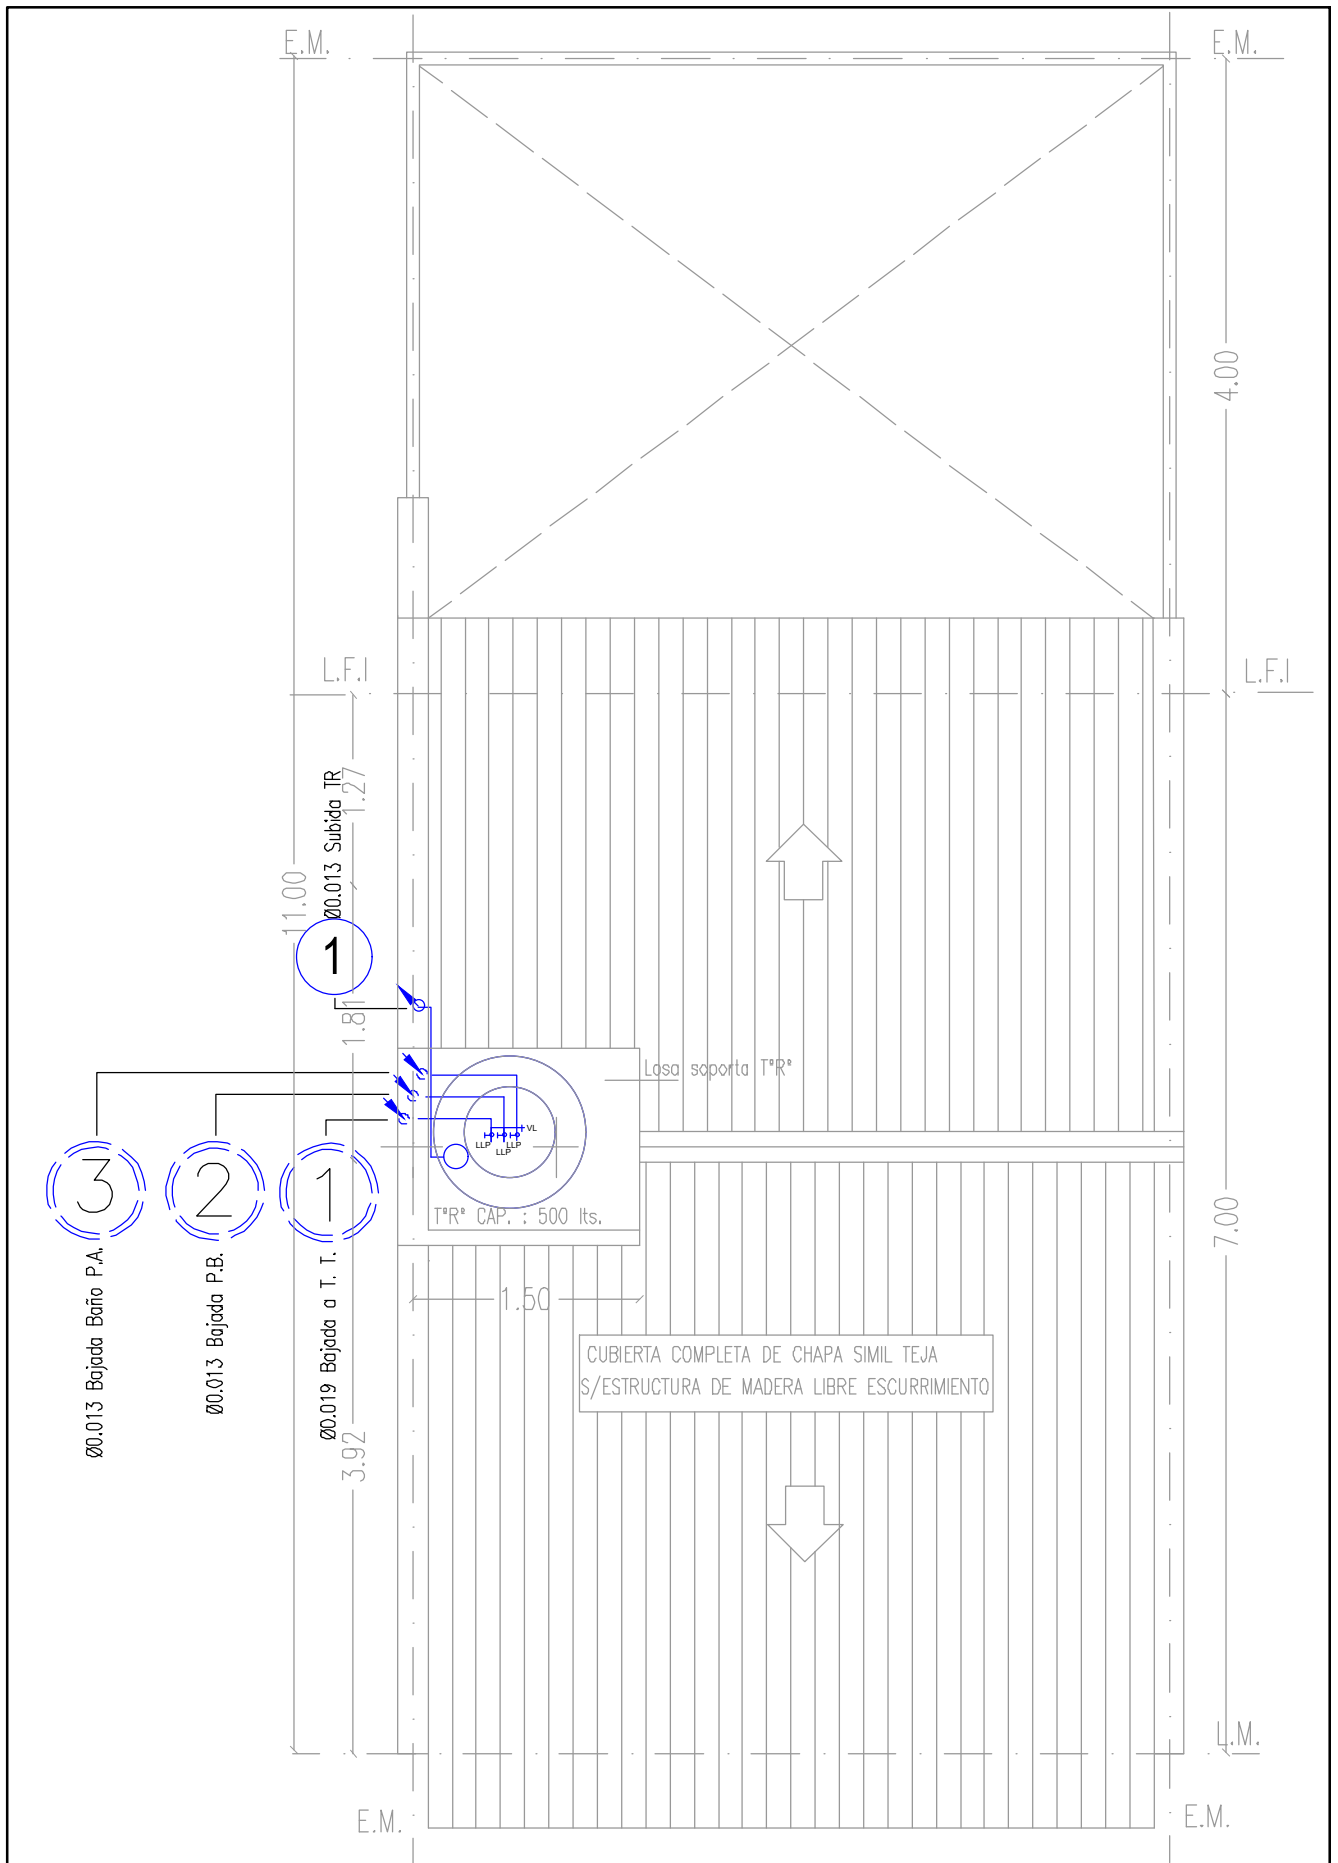 E.M.
E.M.
4.00
L.F.I
L.F.I
1.27
Ø0.013 Subida TR
11.00
1
1.81
Losa soporta TºRº
VL
LLP
LLP
LLP
3
2
1
TºRº CAP. : 500 lts.
7.00
Ø0.013 Bajada Baño P.A.
Ø0.013 Bajada P.B.
Ø0.019 Bajada a T. T.
1.50
CUBIERTA COMPLETA DE CHAPA SIMIL TEJA
S/ESTRUCTURA DE MADERA LIBRE ESCURRIMIENTO
3.92
L.M.
E.M.
E.M.